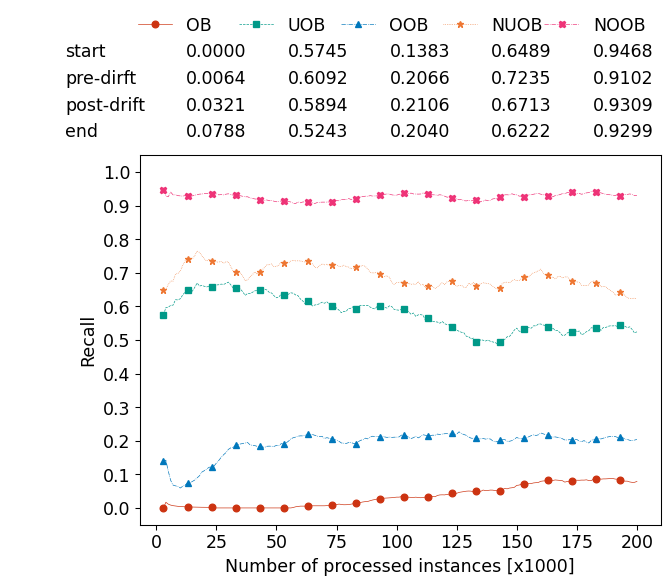 OB UOB OOB NUOB NOOB
start 0.0000 0.5745 0.1383 0.6489 0.9468
pre-dirft 0.0064 0.6092 0.2066 0.7235 0.9102
post-drift 0.0321 0.5894 0.2106 0.6713 0.9309
end 0.0788 0.5243 0.2040 0.6222 0.9299
1.0
0.9
0.8
0.7
0.6
0.5
0.4
0.3
0.2
0.1
0.0
Recall
0 25 50 75 100 125 150 175 200
Number of processed instances [x1000]